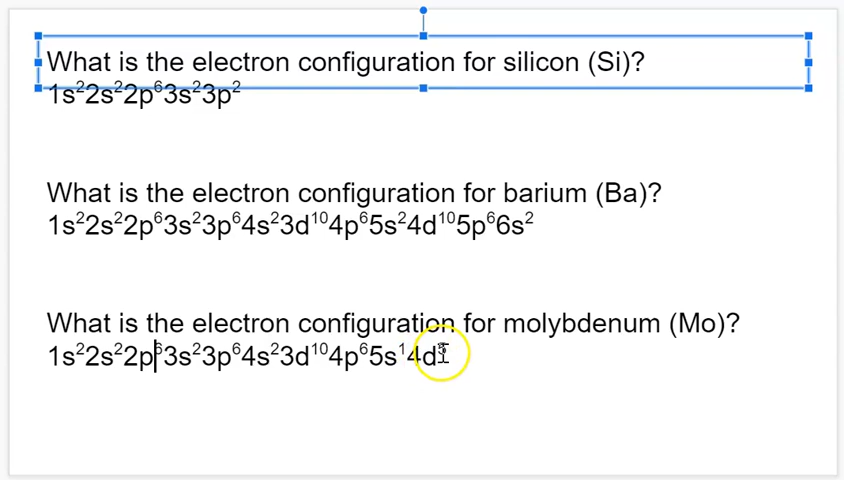 What is the electron configuration for silicon (Si)?
1s²2s²2p⁶3s²3p²
What is the electron configuration for barium (Ba)?
1s²2s²2p⁶3s²3p⁶4s²3d¹⁰4p⁶5s²4d¹⁰5p⁶6s²
What is the electron configuration for molybdenum (Mo)?
1s²2s²2p⁶3s²3p⁶4s²3d¹⁰4p⁶5s¹4d⁵